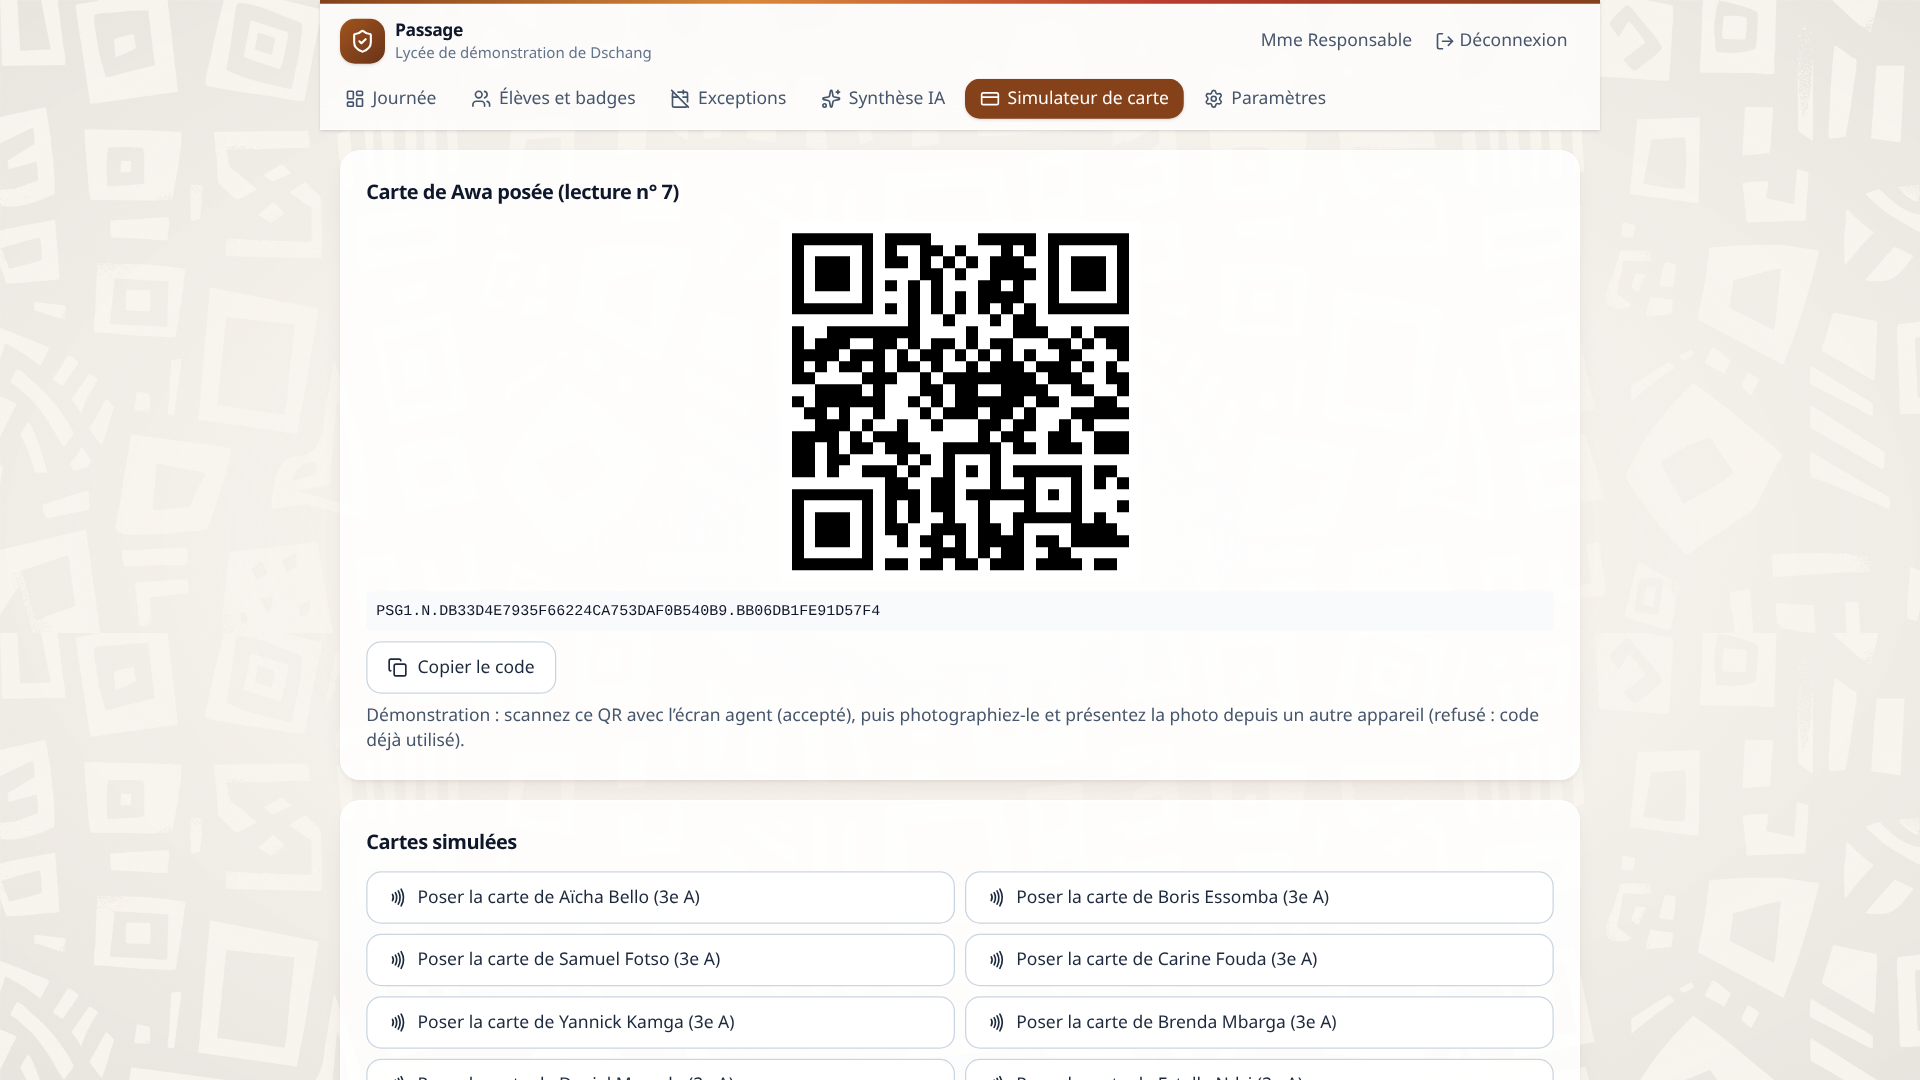 Passage
Lycée de démonstration de Dschang
Mme Responsable
Déconnexion
Journée
Élèves et badges
Exceptions
Synthèse IA
Simulateur de carte
Paramètres
Carte de Awa posée (lecture n° 7)
PSG1.N.DB33D4E7935F66224CA753DAF0B540B9.BB06DB1FE91D57F4
Copier le code
Démonstration : scannez ce QR avec l’écran agent (accepté), puis photographiez-le et présentez la photo depuis un autre appareil (refusé : code
déjà utilisé).
Cartes simulées
Poser la carte de Aïcha Bello (3e A)
Poser la carte de Boris Essomba (3e A)
Poser la carte de Samuel Fotso (3e A)
Poser la carte de Carine Fouda (3e A)
Poser la carte de Yannick Kamga (3e A)
Poser la carte de Brenda Mbarga (3e A)